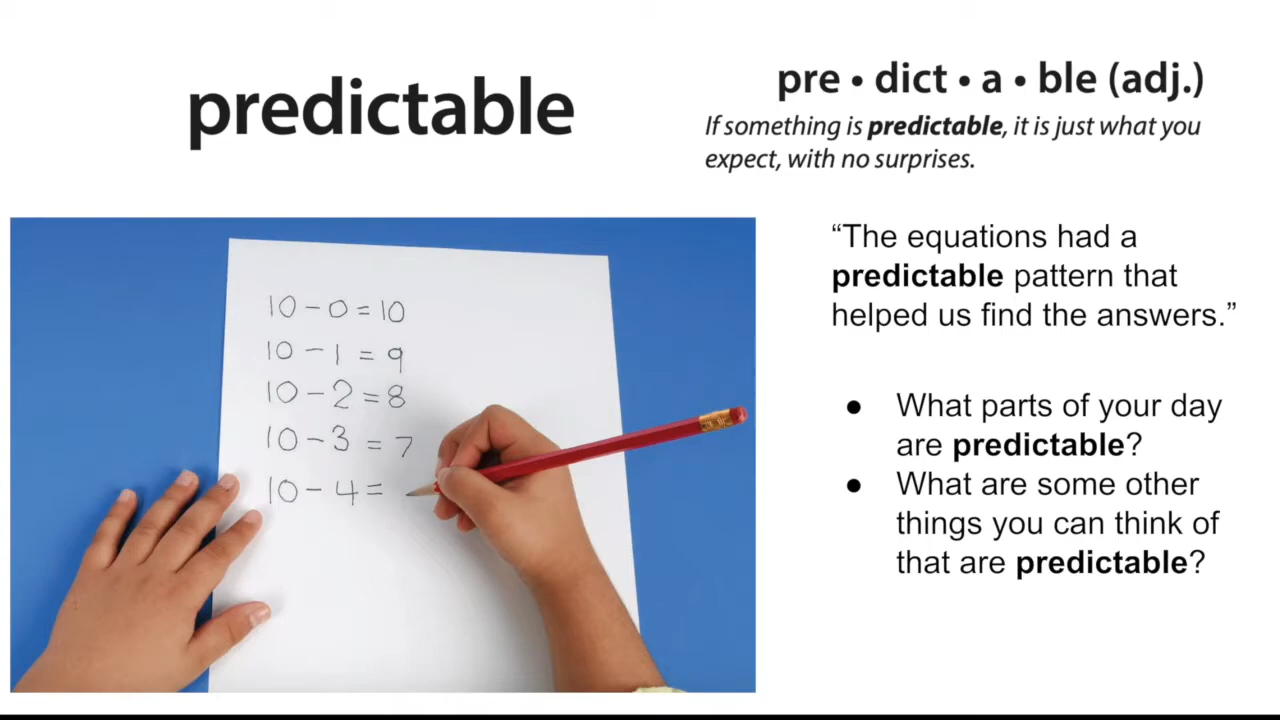 predictable
pre • dict • a • ble (adj.)
If something is predictable, it is just what you
expect, with no surprises.
10 - 0 = 10
10 - 1 = 9
10 - 2 = 8
10 - 3 = 7
10 - 4 =
“The equations had a
predictable pattern that
helped us find the answers.”
● What parts of your day
are predictable?
● What are some other
things you can think of
that are predictable?